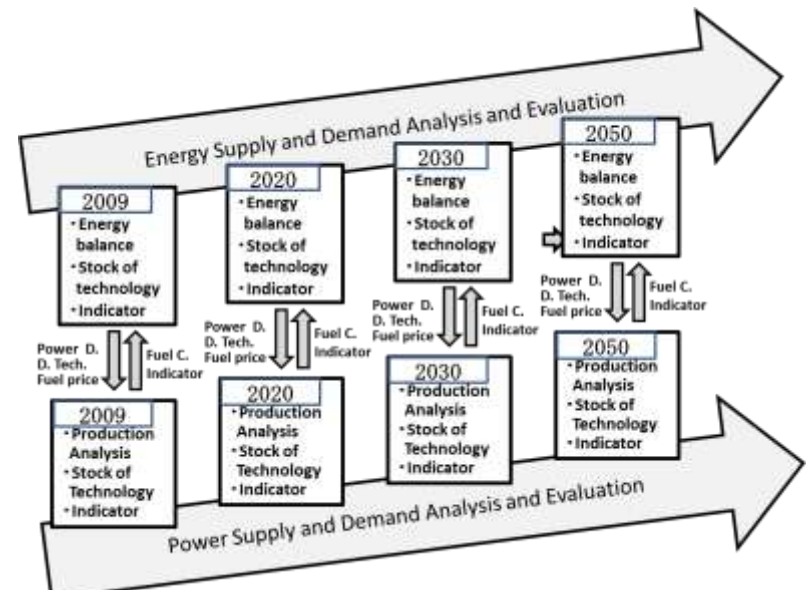 Energy Supply and Demand Analysis and Evaluation
2009
・Energy
balance
・Stock of
technology
・Indicator
2020
・Energy
balance
・Stock of
technology
・Indicator
2030
・Energy
balance
・Stock of
technology
・Indicator
2050
・Energy
balance
・Stock of
technology
・Indicator
Power D.
D. Tech.
Fuel price
Fuel C.
Indicator
Power D.
D. Tech.
Fuel price
Fuel C.
Indicator
Power D.
D. Tech.
Fuel price
Fuel C.
Indicator
Power D.
D. Tech.
Fuel price
Fuel C.
Indicator
2009
・Production
Analysis
・Stock of
Technology
・Indicator
2020
・Production
Analysis
・Stock of
Technology
・Indicator
2030
・Production
Analysis
・Stock of
Technology
・Indicator
2050
・Production
Analysis
・Stock of
Technology
・Indicator
Power Supply and Demand Analysis and Evaluation